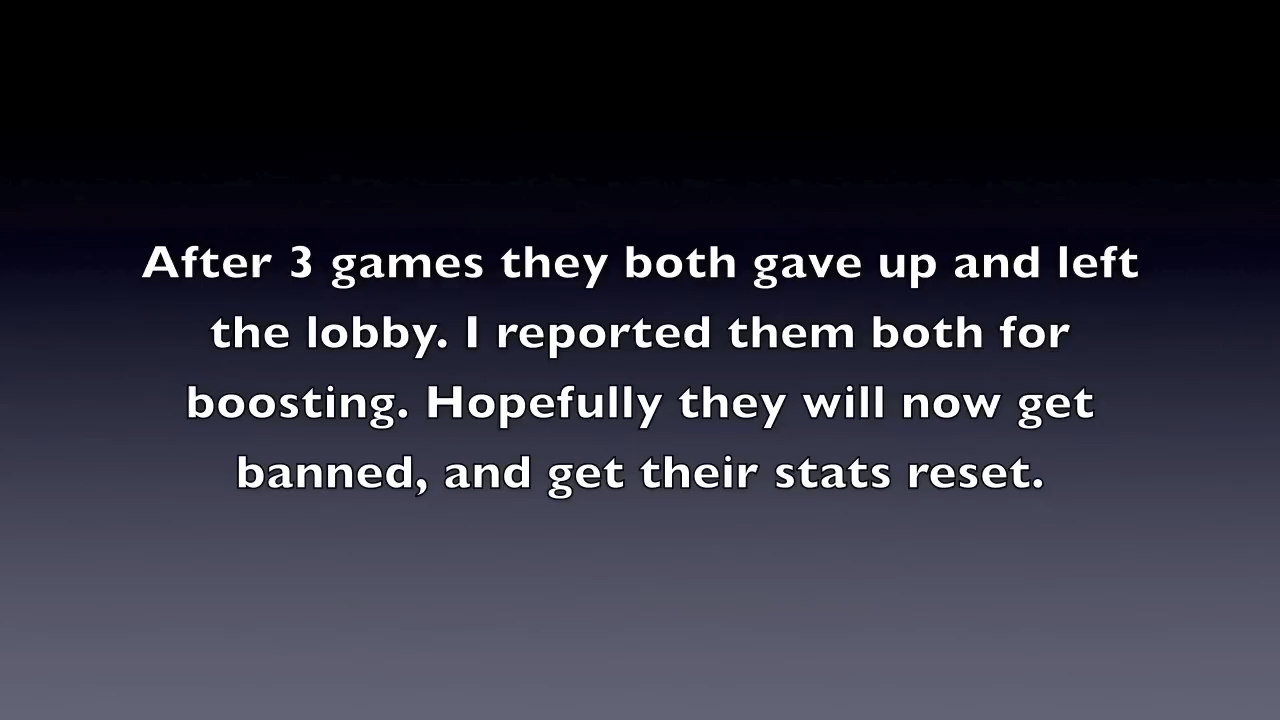 After 3 games they both gave up and left
the lobby. I reported them both for
boosting. Hopefully they will now get
banned, and get their stats reset.